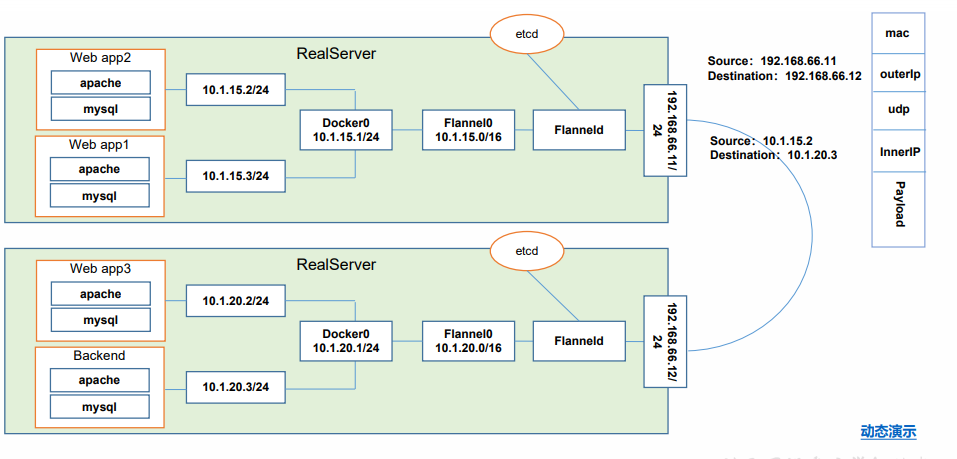 RealServer
etcd
Web app2
apache
mysql
10.1.15.2/24
Web app1
apache
mysql
10.1.15.3/24
Docker0
10.1.15.1/24
Flannel0
10.1.15.0/16
Flanneld
192.168.66.11/
24
Source：192.168.66.11
Destination：192.168.66.12
Source：10.1.15.2
Destination：10.1.20.3
mac
outerIp
udp
InnerIP
Payload
RealServer
etcd
Web app3
apache
mysql
10.1.20.2/24
Backend
apache
mysql
10.1.20.3/24
Docker0
10.1.20.1/24
Flannel0
10.1.20.0/16
Flanneld
192.168.66.12/
24
动态演示